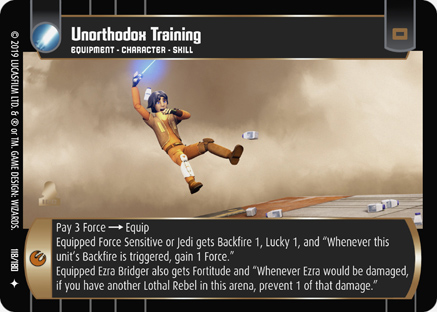 Unorthodox Training
EQUIPMENT - CHARACTER - SKILL
Pay 3 Force → Equip
Equipped Force Sensitive or Jedi gets Backfire 1, Lucky 1, and “Whenever this
unit’s Backfire is triggered, gain 1 Force.”
Equipped Ezra Bridger also gets Fortitude and “Whenever Ezra would be damaged,
if you have another Lothal Rebel in this arena, prevent 1 of that damage.”
© 2019 LUCASFILM LTD. & ® or TM. GAME DESIGN: WIZARDS.